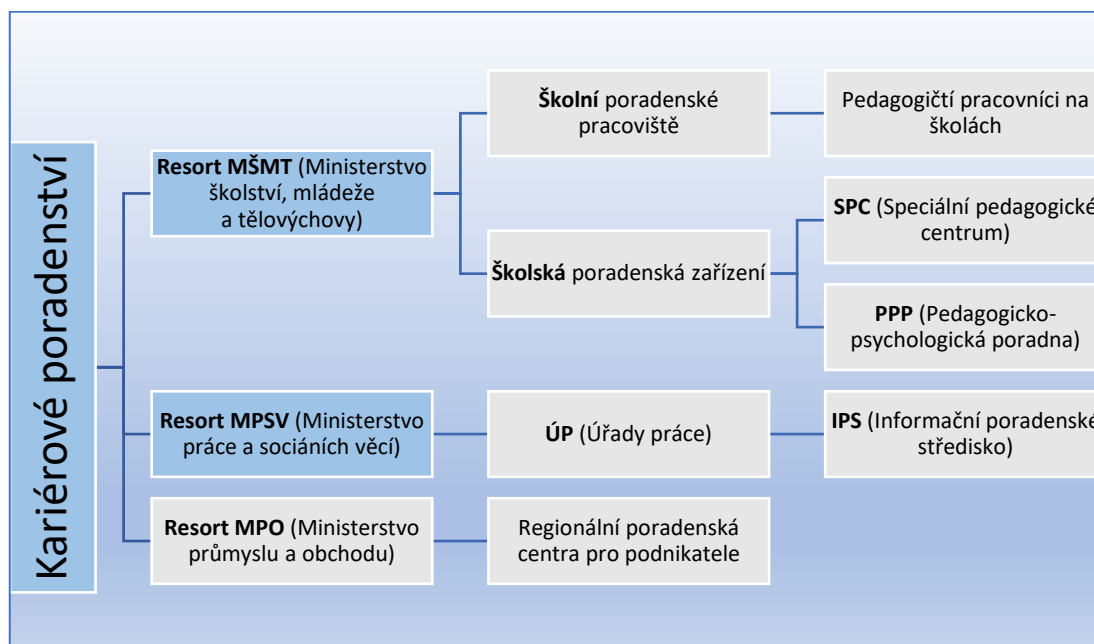 Kariérové poradenství
Resort MŠMT (Ministerstvo
školství, mládeže
a tělovýchovy)
Školní poradenské
pracoviště
Pedagogičtí pracovníci na
školách
Školská poradenská zařízení
SPC (Speciální pedagogické
centrum)
PPP (Pedagogicko-
psychologická poradna)
Resort MPSV (Ministerstvo
práce a sociáních věcí)
ÚP (Úřady práce)
IPS (Informační poradenské
středisko)
Resort MPO (Ministerstvo
průmyslu a obchodu)
Regionální poradenská
centra pro podnikatele